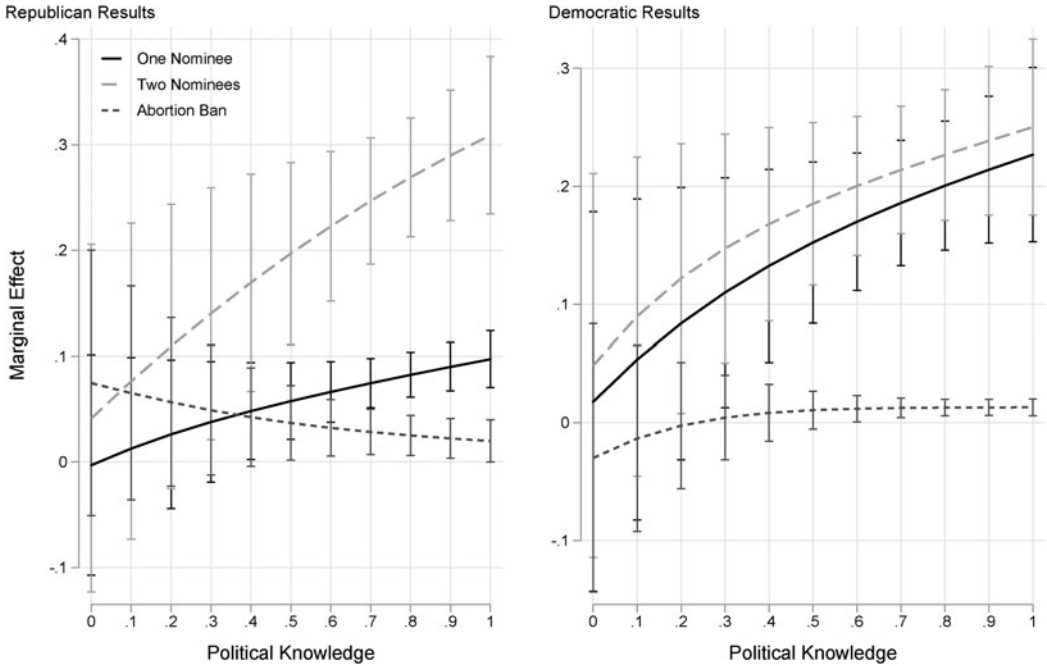 Republican Results
.4
.3
.2
.1
0
-.1
Marginal Effect
One Nominee
Two Nominees
Abortion Ban
0 .1 .2 .3 .4 .5 .6 .7 .8 .9 1
Political Knowledge
Democratic Results
.3
.2
.1
0
-.1
0 .1 .2 .3 .4 .5 .6 .7 .8 .9 1
Political Knowledge